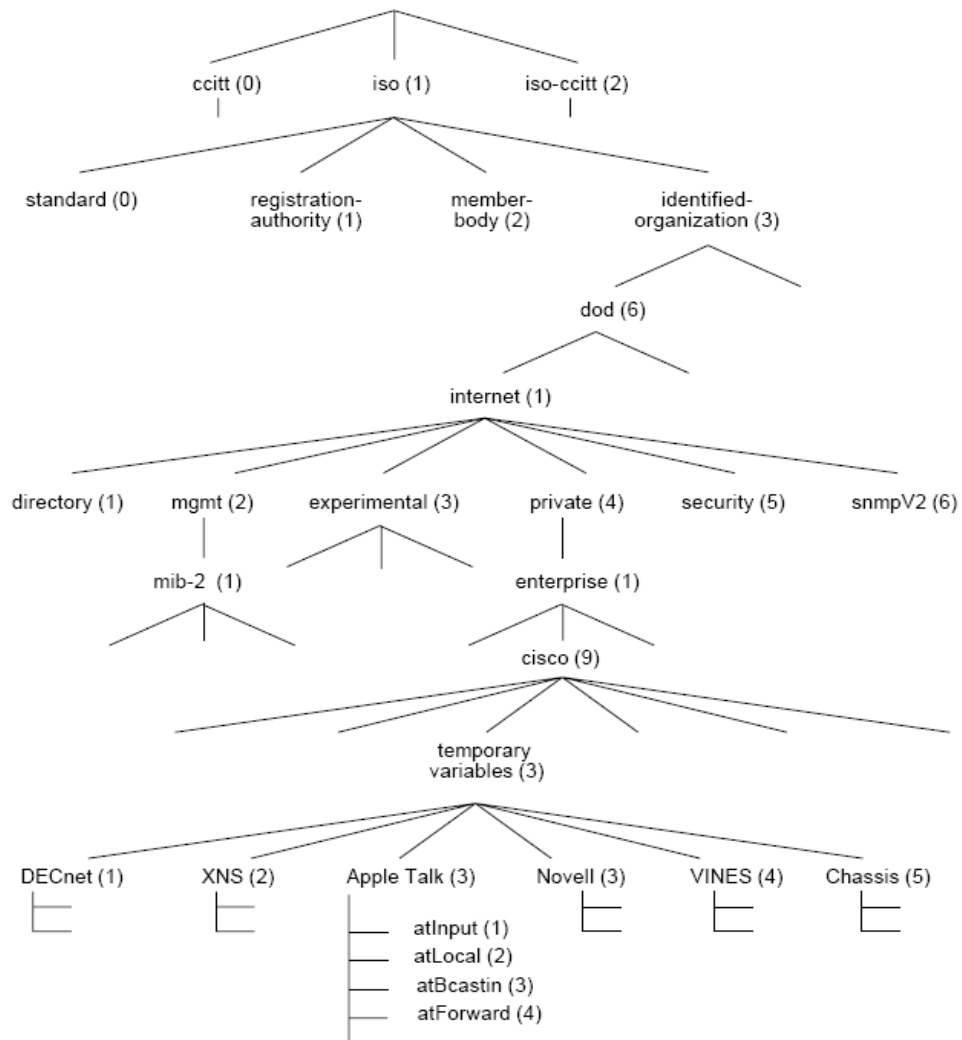 ccitt (0) iso (1) iso-ccitt (2)
standard (0) registration- member- identified-
authority (1) body (2) organization (3)
dod (6)
internet (1)
directory (1) mgmt (2) experimental (3) private (4) security (5) snmpV2 (6)
mib-2 (1) enterprise (1)
cisco (9)
temporary
variables (3)
DECnet (1) XNS (2) Apple Talk (3) Novell (3) VINES (4) Chassis (5)
atInput (1)
atLocal (2)
atBcastin (3)
atForward (4)